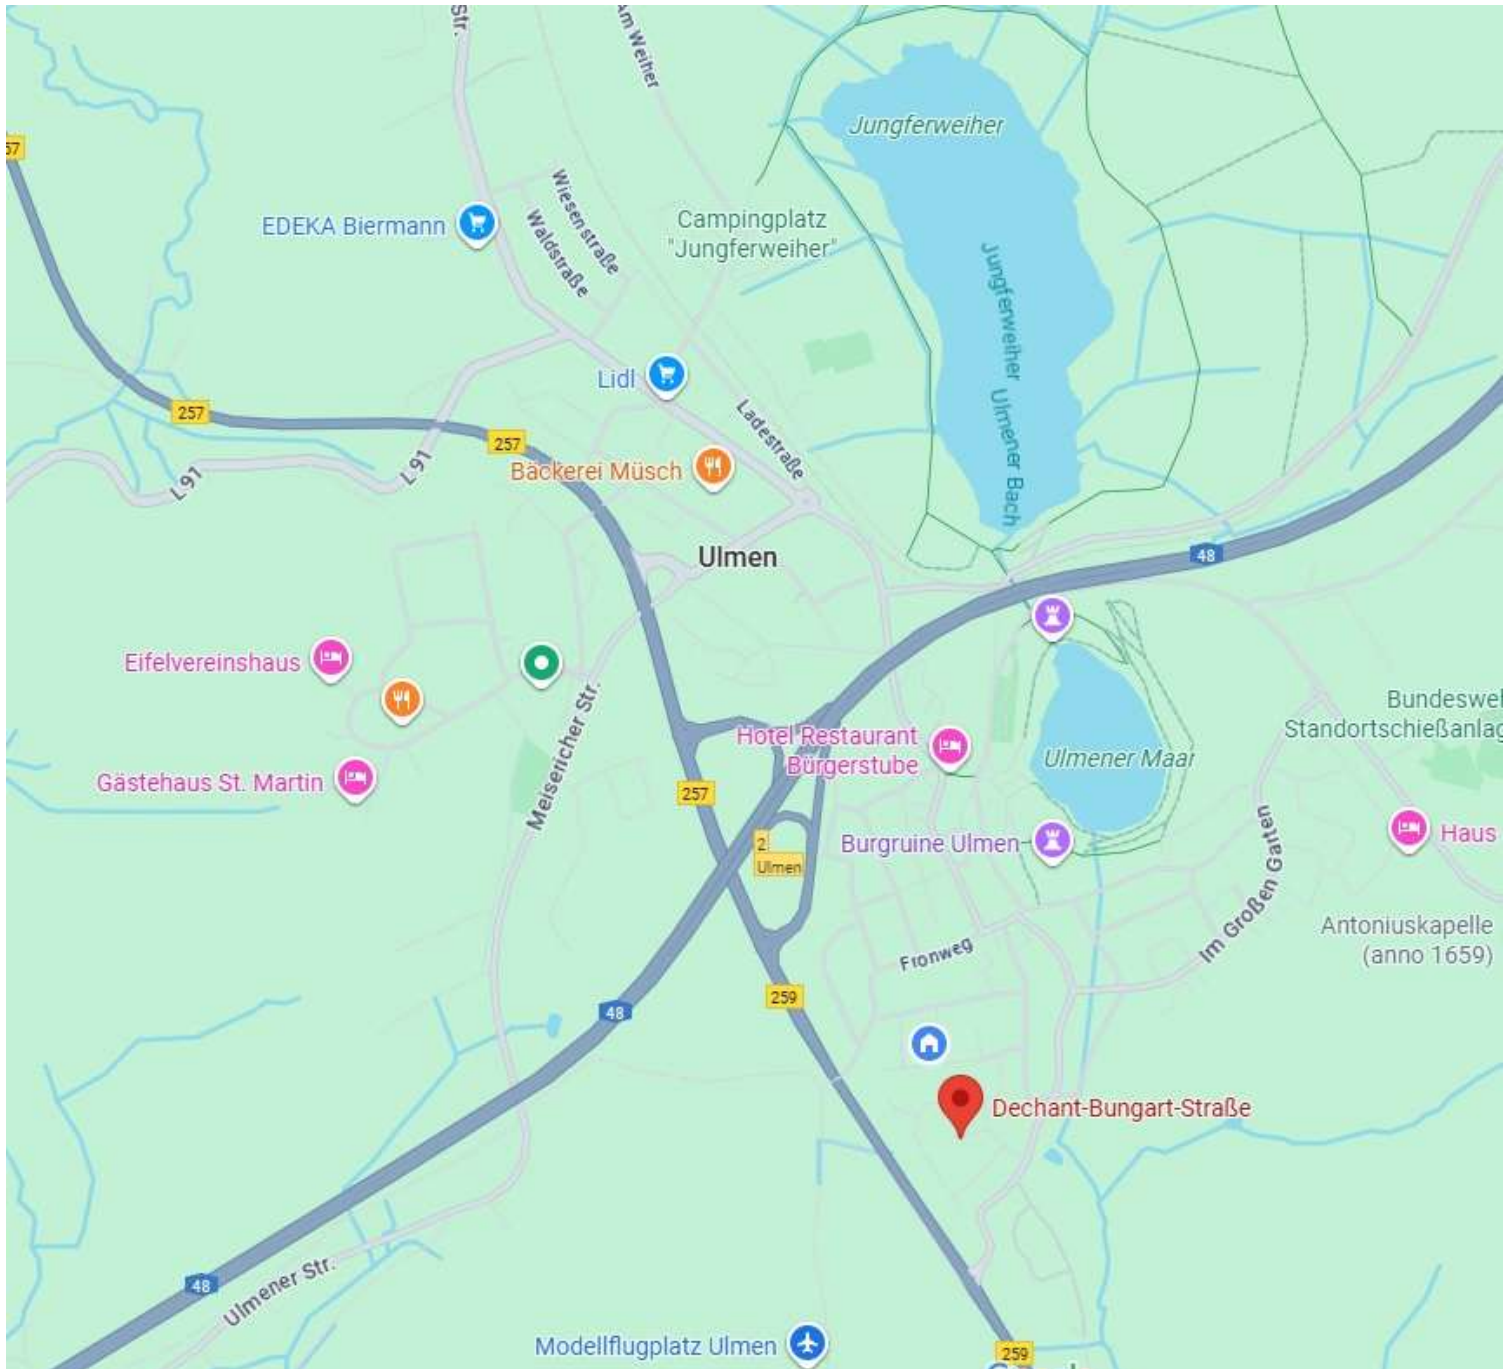 Str.
Am Weiher
Jungferweiher
57
Wiesenstraße
Waldstraße
EDEKA Biermann
Campingplatz
"Jungferweiher"
Jungferweiher
Ulmener Bach
Lidl
257
Ladestraße
257
L 91
L 91
Bäckerei Müsch
Ulmen
48
Eifelvereinshaus
Meisericher Str.
Bundesweh
Standortschießanlag
Hotel Restaurant
Bürgerstube
Ulmener Maar
Gästehaus St. Martin
257
2
Ulmen
Burgruine Ulmen
Im Großen Garten
Haus
Antoniuskapelle
(anno 1659)
Fronweg
259
48
Dechant-Bungart-Straße
48
Ulmener Str.
Modellflugplatz Ulmen
259